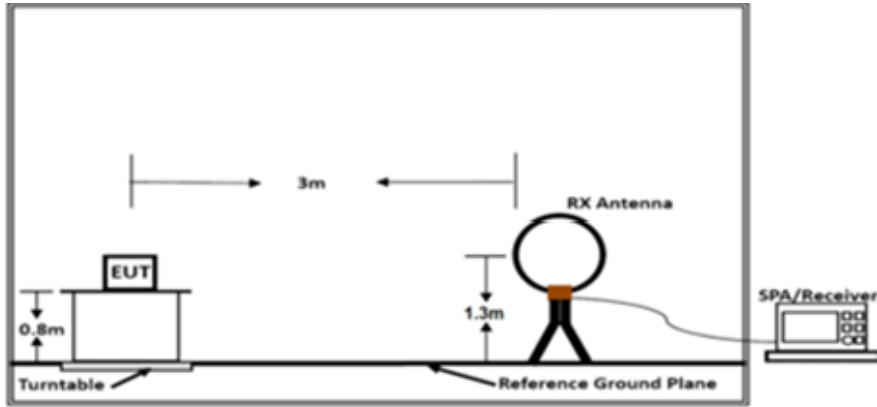 3m
RX Antenna
EUT
SPA/Receiver
0.8m
1.3m
Turntable
Reference Ground Plane